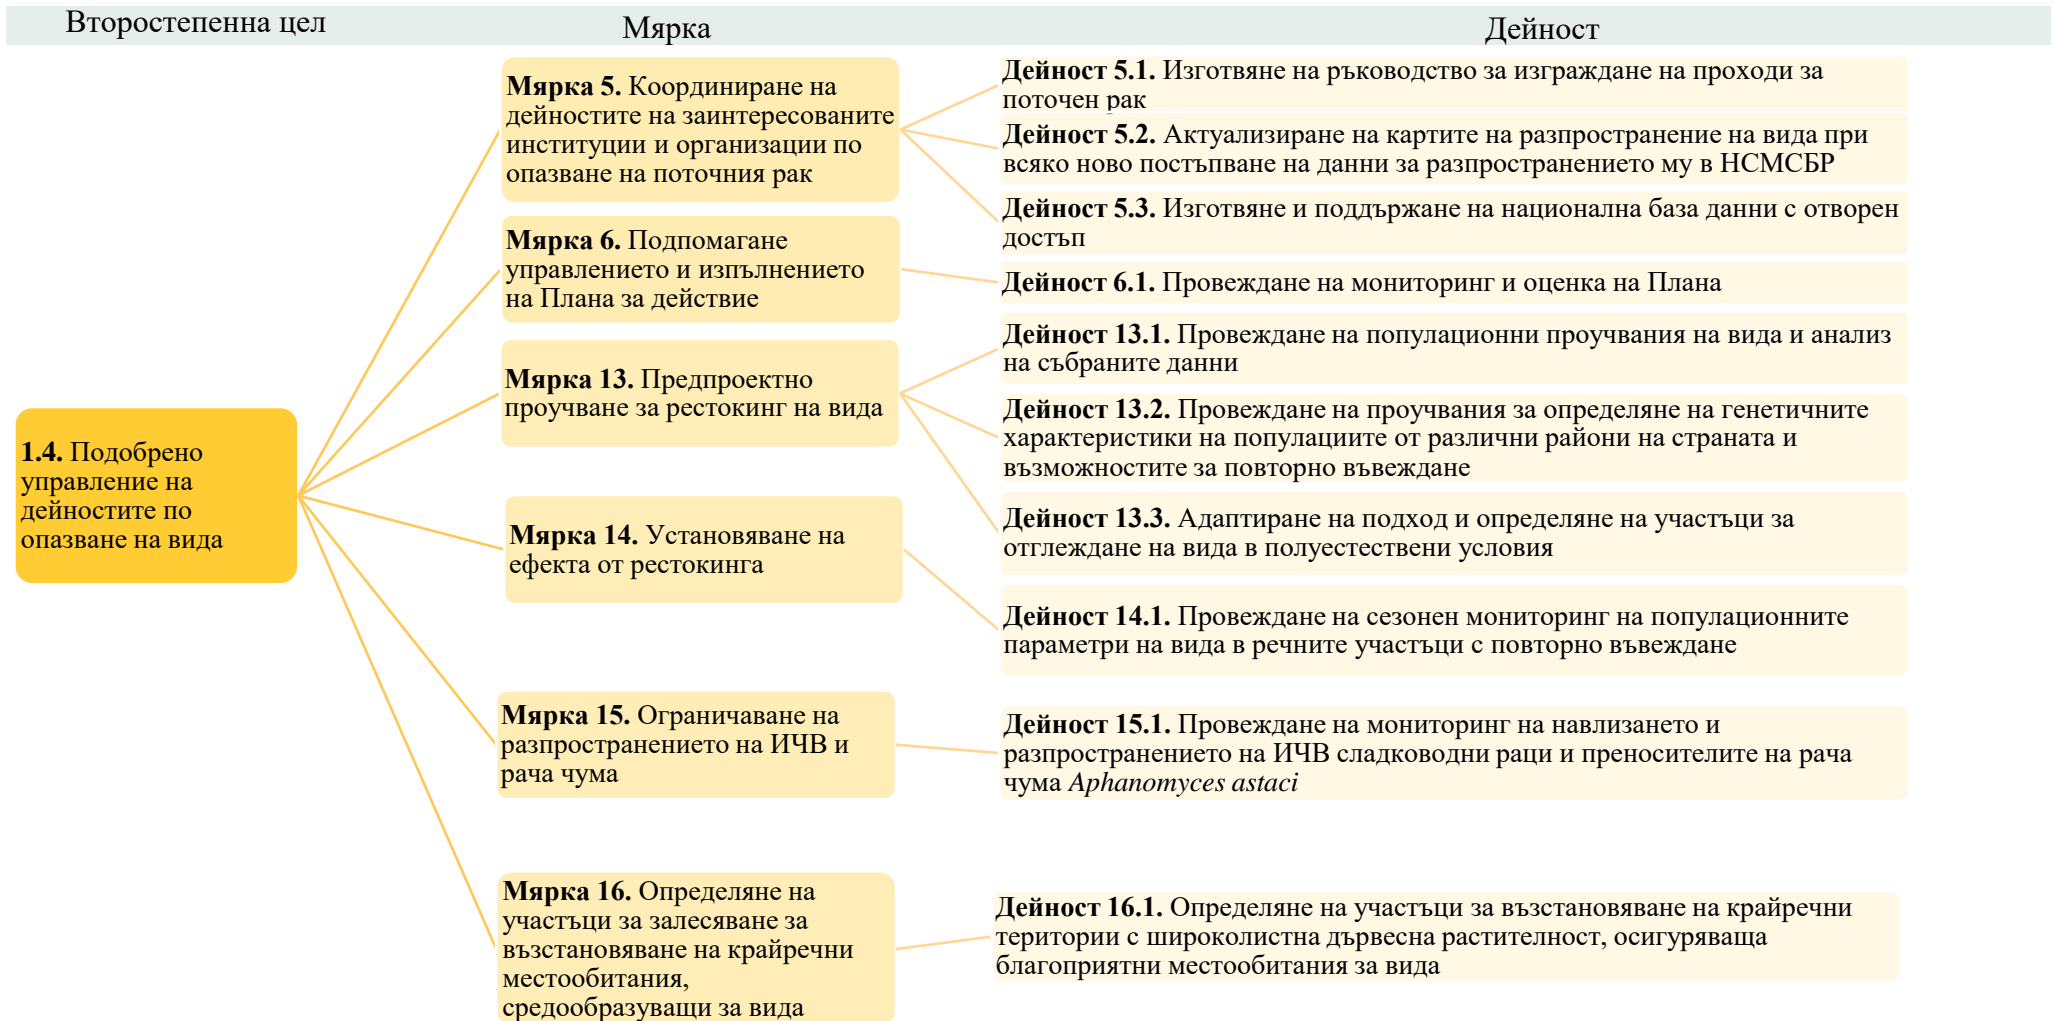 Второстепенна цел
Мярка
Дейност
1.4. Подобрено
управление на
дейностите по
опазване на вида
Мярка 5. Координиране на
дейностите на заинтересованите
институции и организации по
опазване на поточния рак
Дейност 5.1. Изготвяне на ръководство за изграждане на проходи за
поточен рак
Дейност 5.2. Актуализиране на картите на разпространение на вида при
всяко ново постъпване на данни за разпространението му в НСМСБР
Дейност 5.3. Изготвяне и поддържане на национална база данни с отворен
достъп
Мярка 6. Подпомагане
управлението и изпълнението
на Плана за действие
Дейност 6.1. Провеждане на мониторинг и оценка на Плана
Мярка 13. Предпроектно
проучване за рестокинг на вида
Дейност 13.1. Провеждане на популационни проучвания на вида и анализ
на събраните данни
Дейност 13.2. Провеждане на проучвания за определяне на генетичните
характеристики на популациите от различни райони на страната и
възможностите за повторно въвеждане
Дейност 13.3. Адаптиране на подход и определяне на участъци за
отглеждане на вида в полуестествени условия
Мярка 14. Установяване на
ефекта от рестокинга
Дейност 14.1. Провеждане на сезонен мониторинг на популационните
параметри на вида в речните участъци с повторно въвеждане
Мярка 15. Ограничаване на
разпространението на ИЧВ и
рача чума
Дейност 15.1. Провеждане на мониторинг на навлизането и
разпространението на ИЧВ сладководни раци и преносителите на рача
чума Aphanomyces astaci
Мярка 16. Определяне на
участъци за залесяване за
възстановяване на крайречни
местообитания,
средообразуващи за вида
Дейност 16.1. Определяне на участъци за възстановяване на крайречни
територии с широколистна дървесна растителност, осигуряваща
благоприятни местообитания за вида